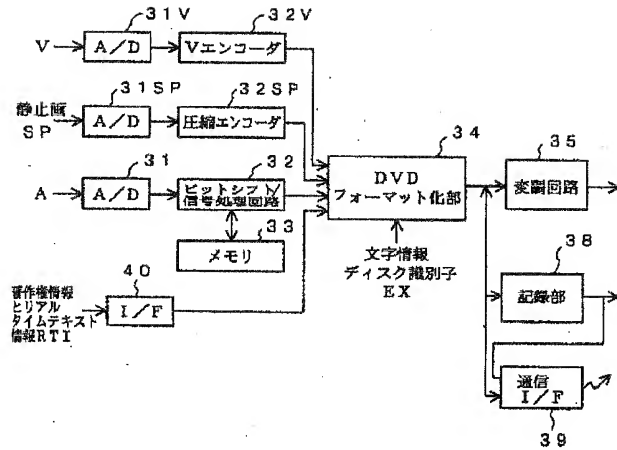 31V
32V
V
A/D
Vエンコーダ
31SP
32SP
静止画
SP
A/D
圧縮エンコーダ
34
35
31
32
A
A/D
ビットシフト/
信号処理回路
DVD
フォーマット化部
変調回路
33
メモリ
文字情報
ディスク識別子
EX
38
記録部
40
著作権情報
ヒリアル
タイムテキスト
情報RTI
I/F
通信
I/F
39